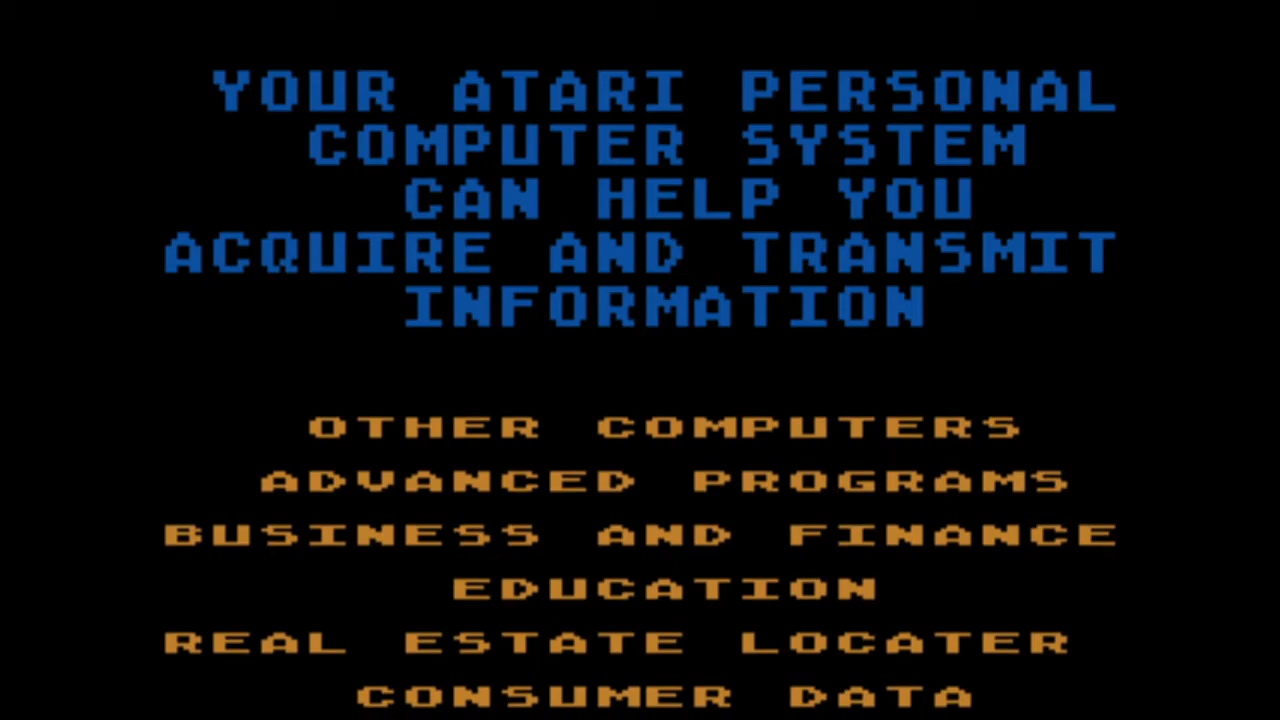 YOUR ATARI PERSONAL
COMPUTER SYSTEM
CAN HELP YOU
ACQUIRE AND TRANSMIT
INFORMATION
OTHER COMPUTERS
ADVANCED PROGRAMS
BUSINESS AND FINANCE
EDUCATION
REAL ESTATE LOCATER
CONSUMER DATA